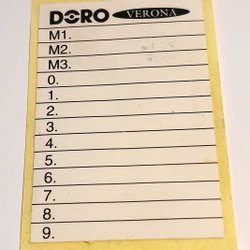 DORO VERONA
M1.
M2.
M3.
0.
1.
2.
3.
4.
5.
6.
7.
8.
9.